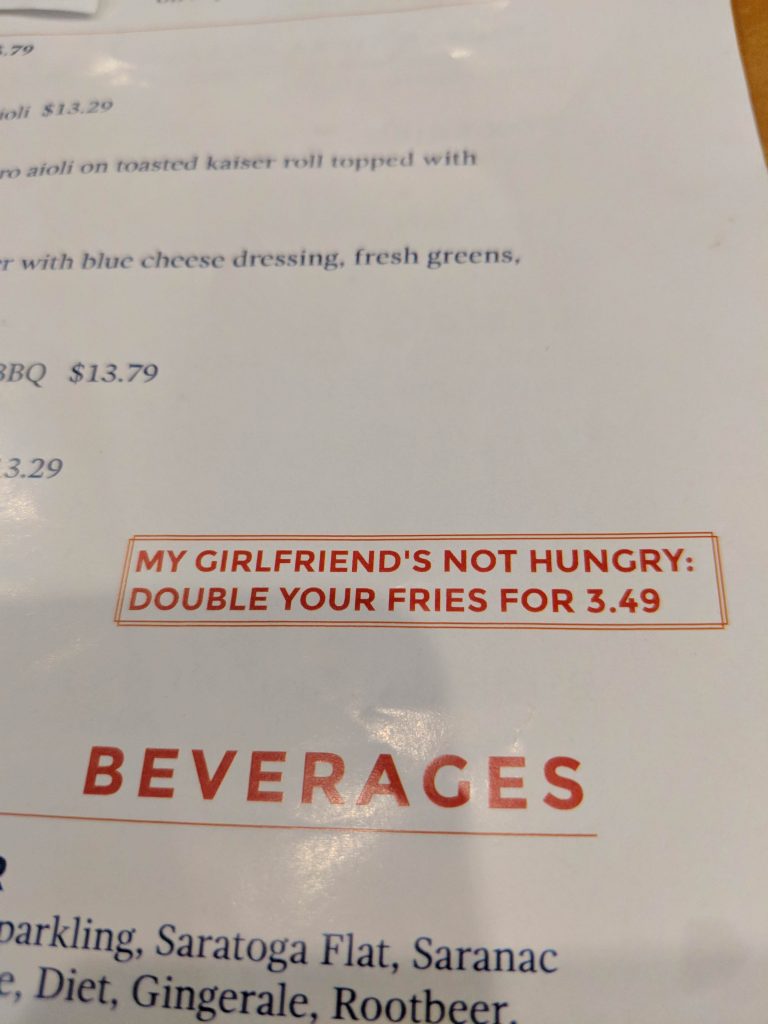 .79
ioli $13.29
ro aioli on toasted kaiser roll topped with
r with blue cheese dressing, fresh greens,
BBQ $13.79
3.29
MY GIRLFRIEND'S NOT HUNGRY:
DOUBLE YOUR FRIES FOR 3.49
BEVERAGES
R
parkling, Saratoga Flat, Saranac
e, Diet, Gingerale, Rootbeer,